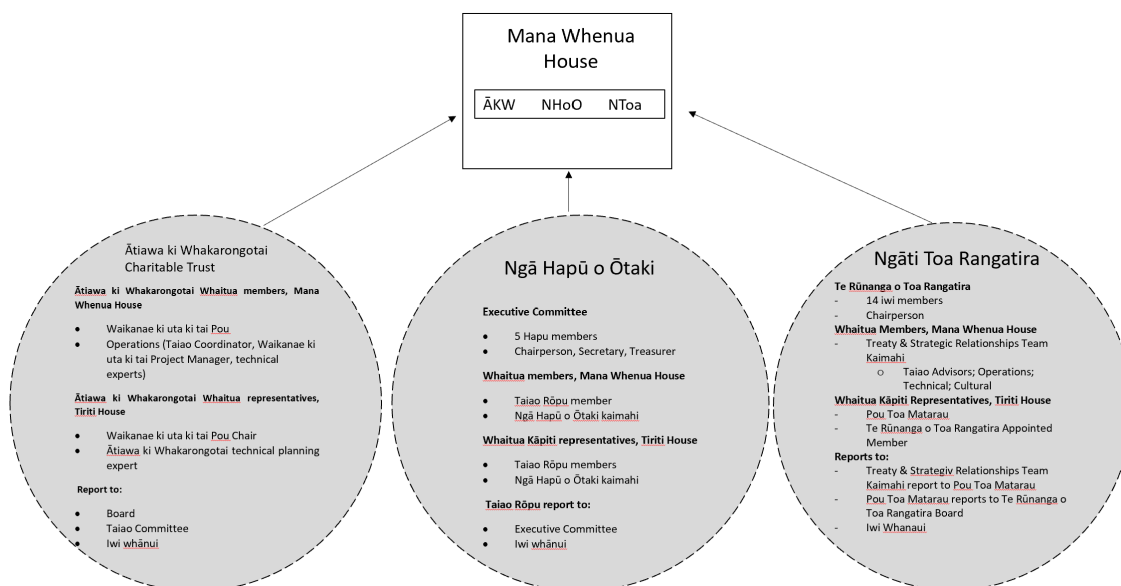 Mana Whenua
House
ĀKW NHoO NToa
Ātiawa ki Whakarongotai
Charitable Trust
Ātiawa ki Whakarongotai Whaitua members, Mana
Whenua House
● Waikanae ki uta ki tai Pou
● Operations (Taiao Coordinator, Waikanae ki
uta ki tai Project Manager, technical
experts)
Ātiawa ki Whakarongotai Whaitua representatives,
Tiriti House
● Waikanae ki uta ki tai Pou Chair
● Ātiawa ki Whakarongotai technical planning
expert
Report to:
● Board
● Taiao Committee
● Iwi whānui
Ngā Hapū o Ōtaki
Executive Committee
● 5 Hapu members
● Chairperson, Secretary, Treasurer
Whaitua members, Mana Whenua House
● Taiao Rōpu member
● Ngā Hapū o Ōtaki kaimahi
Whaitua Kāpiti representatives, Tiriti House
● Taiao Rōpu members
● Ngā Hapū o Ōtaki kaimahi
Taiao Rōpu report to:
● Executive Committee
● Iwi whānui
Ngāti Toa Rangatira
Te Rūnanga o Toa Rangatira
- 14 iwi members
- Chairperson
Whaitua Members, Mana Whenua House
- Treaty & Strategic Relationships Team
Kaimahi
o Taiao Advisors; Operations;
Technical; Cultural
Whaitua Kāpiti Representatives, Tiriti House
- Pou Toa Matarau
- Te Rūnanga o Toa Rangatira Appointed
Member
Reports to:
- Treaty & Strategiv Relationships Team
Kaimahi report to Pou Toa Matarau
- Pou Toa Matarau reports to Te Rūnanga o
Toa Rangatira Board
- Iwi Whanaui